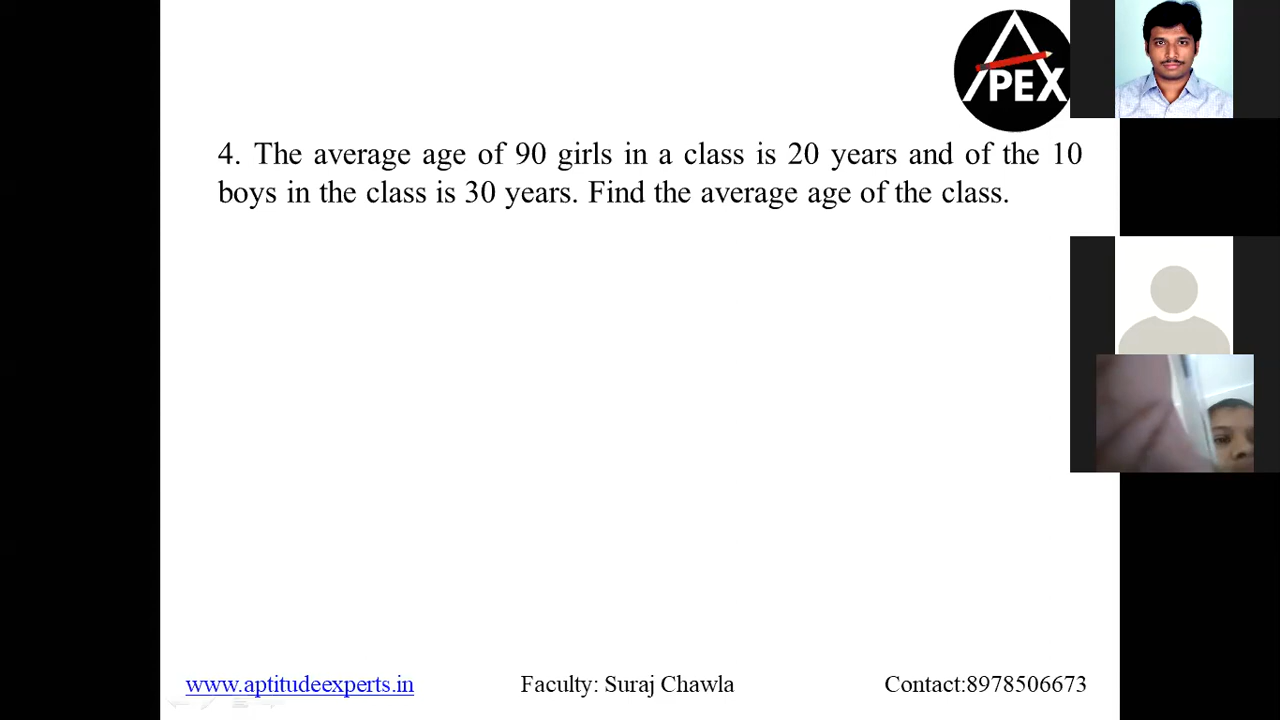 APEX
4. The average age of 90 girls in a class is 20 years and of the 10
boys in the class is 30 years. Find the average age of the class.
www.aptitudeexperts.in
Faculty: Suraj Chawla
Contact:8978506673